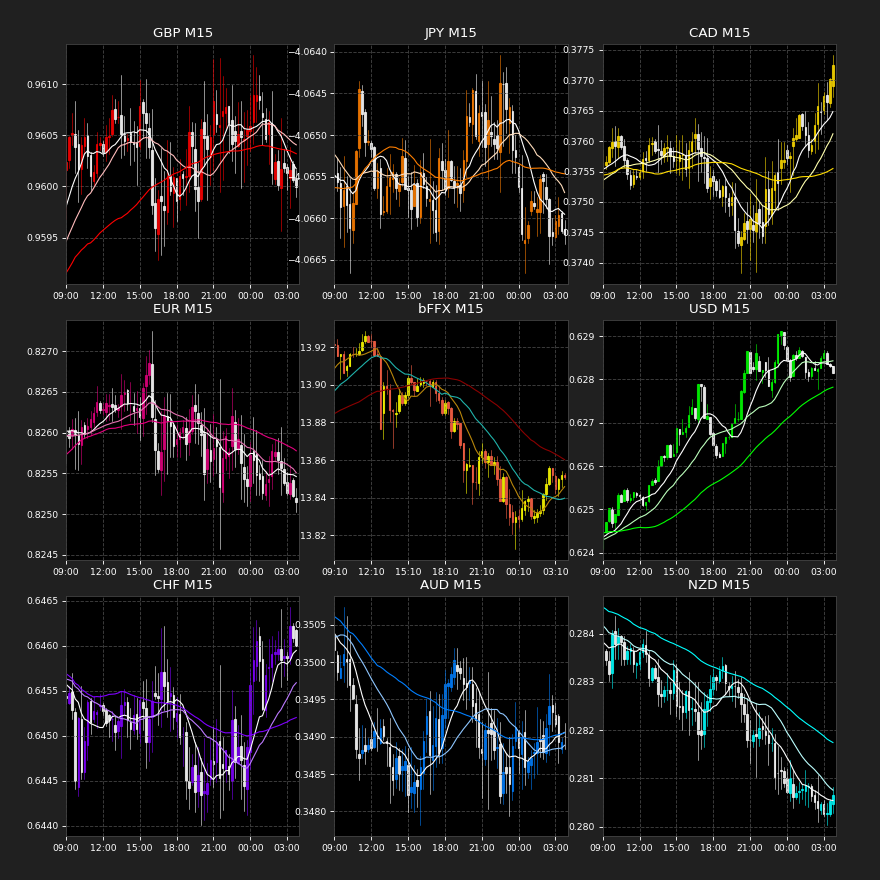 GBP M15
0.9610
0.9605
0.9600
0.9595
09:00 12:00 15:00 18:00 21:00 00:00 03:00
JPY M15
−4.0640
−4.0645
−4.0650
−4.0655
−4.0660
−4.0665
09:00 12:00 15:00 18:00 21:00 00:00 03:00
CAD M15
0.3775
0.3770
0.3765
0.3760
0.3755
0.3750
0.3745
0.3740
09:00 12:00 15:00 18:00 21:00 00:00 03:00
EUR M15
0.8270
0.8265
0.8260
0.8255
0.8250
0.8245
09:00 12:00 15:00 18:00 21:00 00:00 03:00
bFFX M15
13.92
13.90
13.88
13.86
13.84
13.82
09:10 12:10 15:10 18:10 21:10 00:10 03:10
USD M15
0.629
0.628
0.627
0.626
0.625
0.624
09:00 12:00 15:00 18:00 21:00 00:00 03:00
CHF M15
0.6465
0.6460
0.6455
0.6450
0.6445
0.6440
09:00 12:00 15:00 18:00 21:00 00:00 03:00
AUD M15
0.3505
0.3500
0.3495
0.3490
0.3485
0.3480
09:00 12:00 15:00 18:00 21:00 00:00 03:00
NZD M15
0.284
0.283
0.282
0.281
0.280
09:00 12:00 15:00 18:00 21:00 00:00 03:00